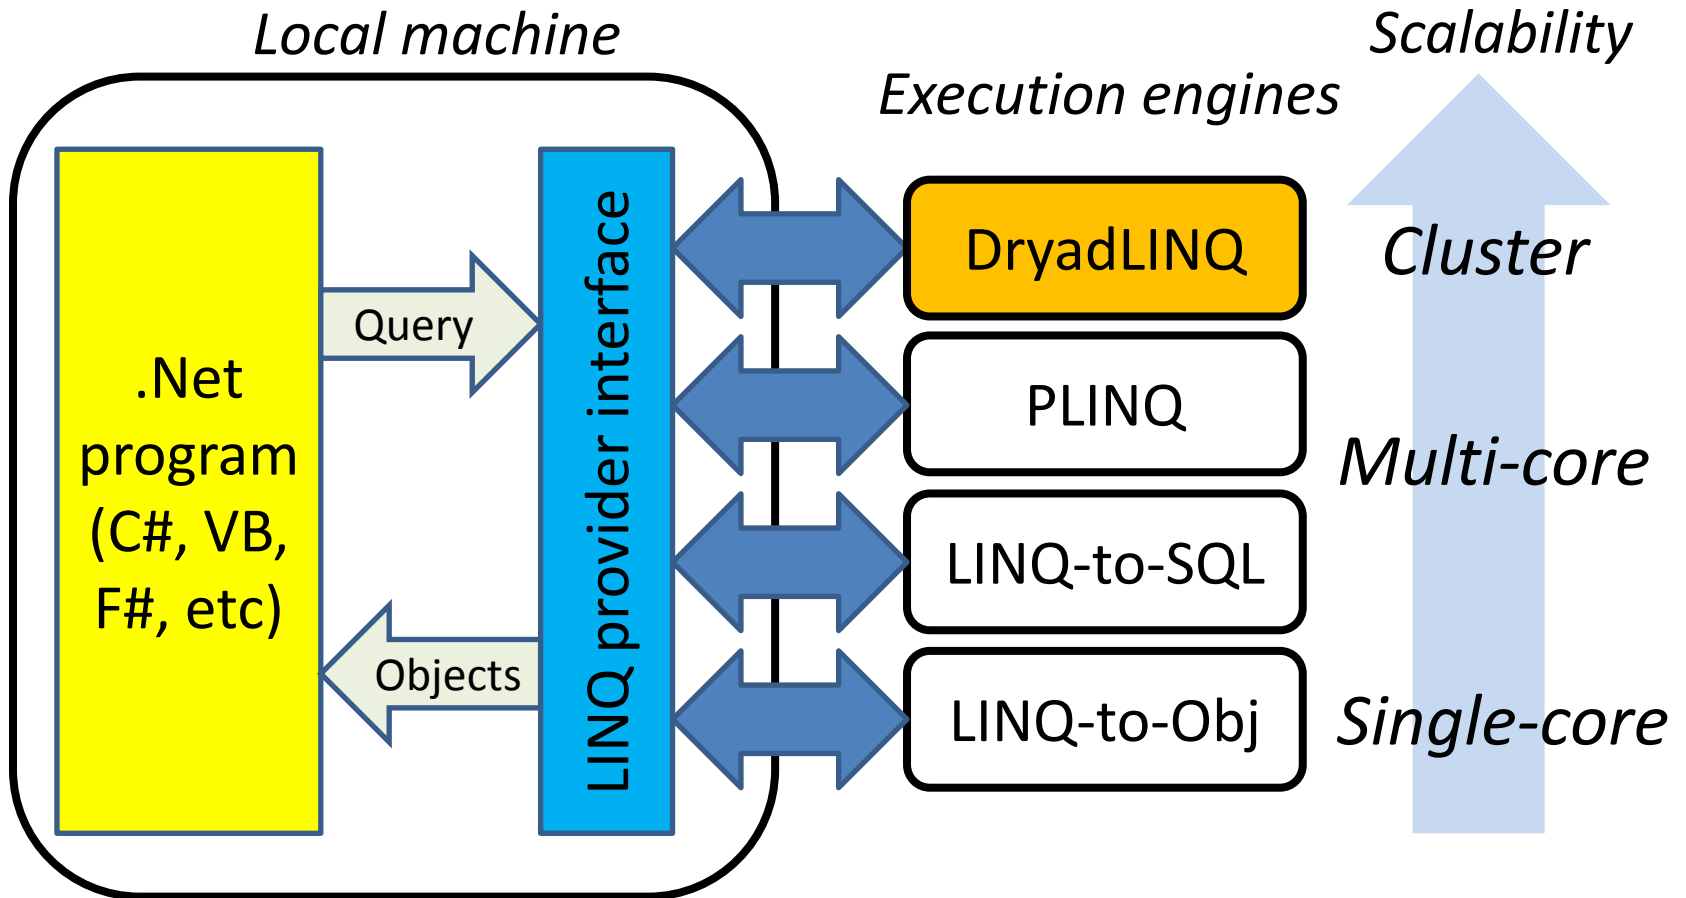 Local machine
Scalability
Execution engines
.Net
program
(C#, VB,
F#, etc)
Query
Objects
LINQ provider interface
DryadLINQ
PLINQ
LINQ-to-SQL
LINQ-to-Obj
Cluster
Multi-core
Single-core